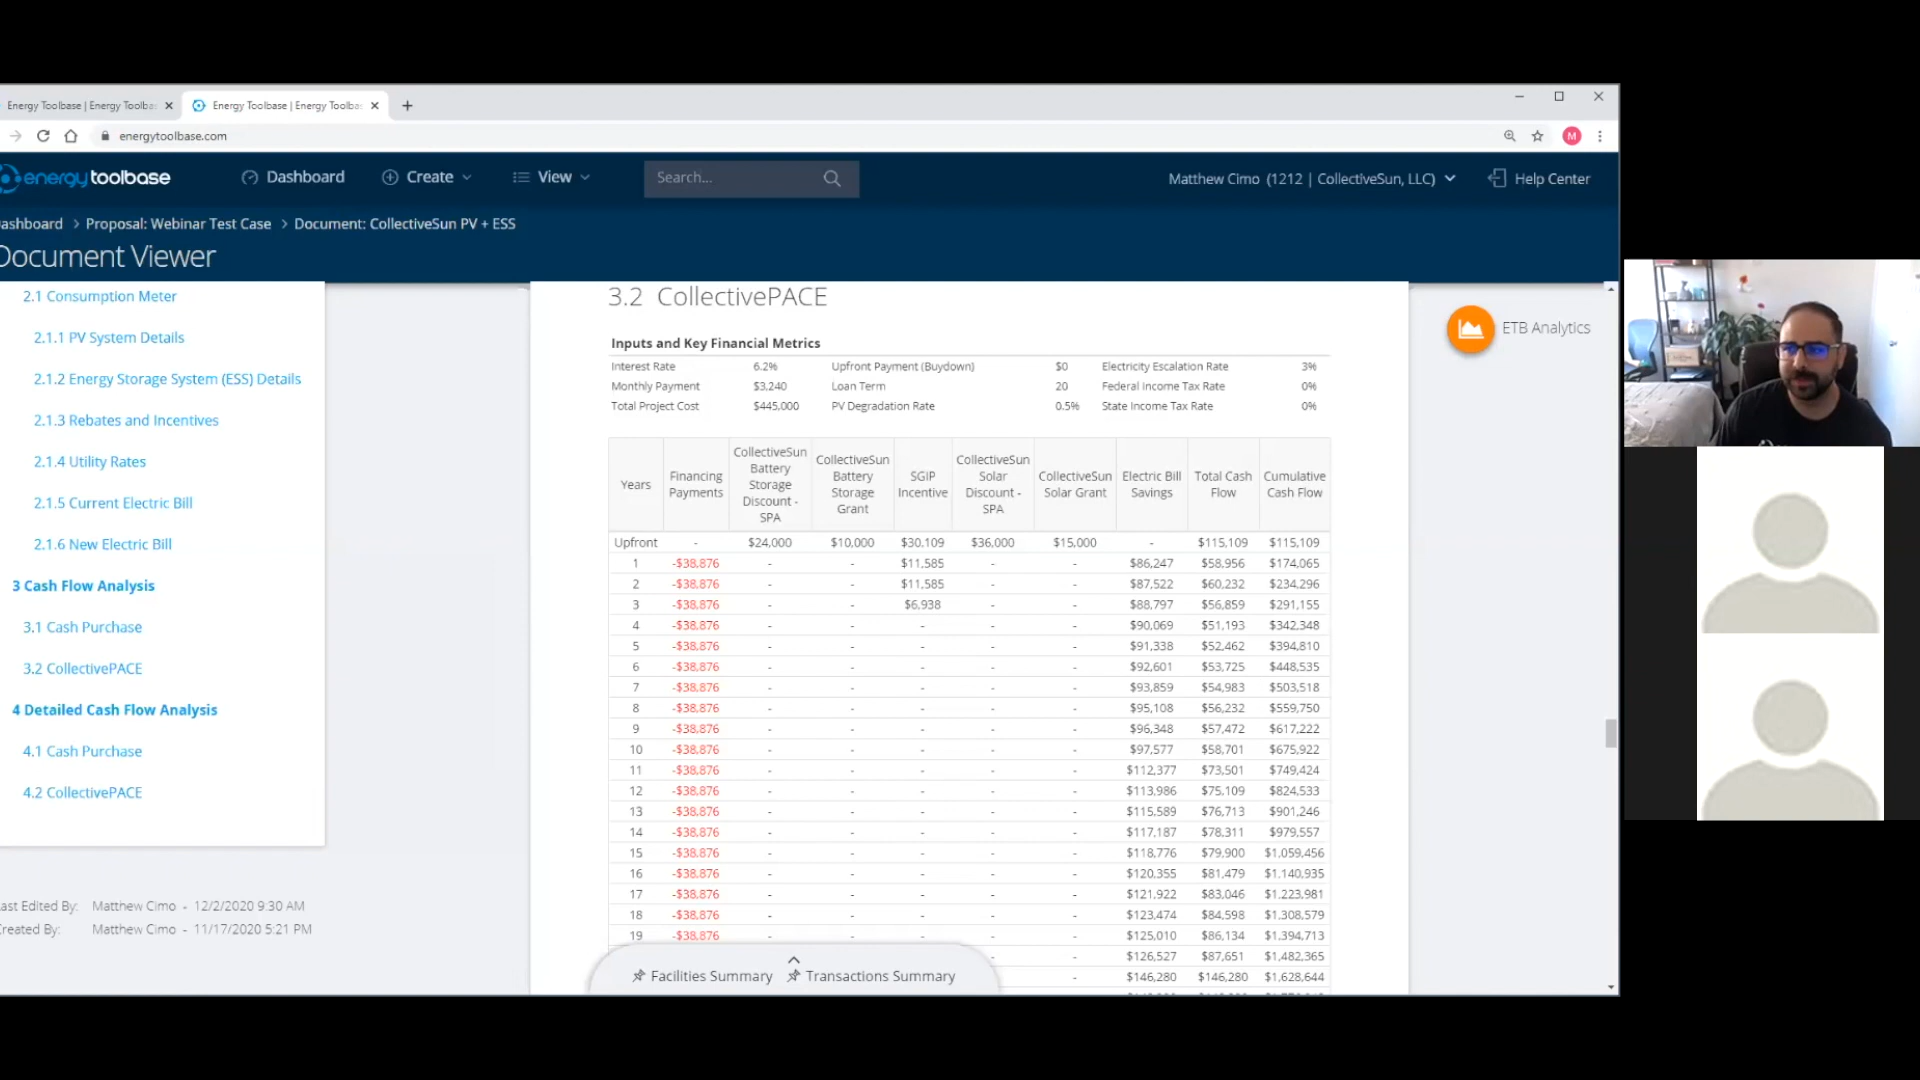 Energy Toolbase | Energy Toolba
Energy Toolbase | Energy Toolba
energytoolbase.com
M
energytoolbase
Dashboard
Create
View
Search...
Matthew Cimo (1212 | CollectiveSun, LLC)
Help Center
ashboard > Proposal: Webinar Test Case > Document: CollectiveSun PV + ESS
Document Viewer
2.1 Consumption Meter
2.1.1 PV System Details
2.1.2 Energy Storage System (ESS) Details
2.1.3 Rebates and Incentives
2.1.4 Utility Rates
2.1.5 Current Electric Bill
2.1.6 New Electric Bill
3 Cash Flow Analysis
3.1 Cash Purchase
3.2 CollectivePACE
4 Detailed Cash Flow Analysis
4.1 Cash Purchase
4.2 CollectivePACE
ast Edited By: Matthew Cimo - 12/2/2020 9:30 AM
reated By: Matthew Cimo - 11/17/2020 5:21 PM
3.2 CollectivePACE
ETB Analytics
Inputs and Key Financial Metrics
Interest Rate 6.2% Upfront Payment (Buydown) $0 Electricity Escalation Rate 3%
Monthly Payment $3,240 Loan Term 20 Federal Income Tax Rate 0%
Total Project Cost $445,000 PV Degradation Rate 0.5% State Income Tax Rate 0%
Years
Financing Payments
CollectiveSun Battery Storage Discount - SPA
CollectiveSun Battery Storage Grant
SGIP Incentive
CollectiveSun Solar Discount - SPA
CollectiveSun Solar Grant
Electric Bill Savings
Total Cash Flow
Cumulative Cash Flow
Upfront - $24,000 $10,000 $30,109 $36,000 $15,000 - $115,109 $115,109
1 -$38,876 - - $11,585 - - $86,247 $58,956 $174,065
2 -$38,876 - - $11,585 - - $87,522 $60,232 $234,296
3 -$38,876 - - $6,938 - - $88,797 $56,859 $291,155
4 -$38,876 - - - - - $90,069 $51,193 $342,348
5 -$38,876 - - - - - $91,338 $52,462 $394,810
6 -$38,876 - - - - - $92,601 $53,725 $448,535
7 -$38,876 - - - - - $93,859 $54,983 $503,518
8 -$38,876 - - - - - $95,108 $56,232 $559,750
9 -$38,876 - - - - - $96,348 $57,472 $617,222
10 -$38,876 - - - - - $97,577 $58,701 $675,922
11 -$38,876 - - - - - $112,377 $73,501 $749,424
12 -$38,876 - - - - - $113,986 $75,109 $824,533
13 -$38,876 - - - - - $115,589 $76,713 $901,246
14 -$38,876 - - - - - $117,187 $78,311 $979,557
15 -$38,876 - - - - - $118,776 $79,900 $1,059,456
16 -$38,876 - - - - - $120,355 $81,479 $1,140,935
17 -$38,876 - - - - - $121,922 $83,046 $1,223,981
18 -$38,876 - - - - - $123,474 $84,598 $1,308,579
19 -$38,876 - - - - - $125,010 $86,134 $1,394,713
- - $126,527 $87,651 $1,482,365
- $146,280 $146,280 $1,628,644
Facilities Summary
Transactions Summary